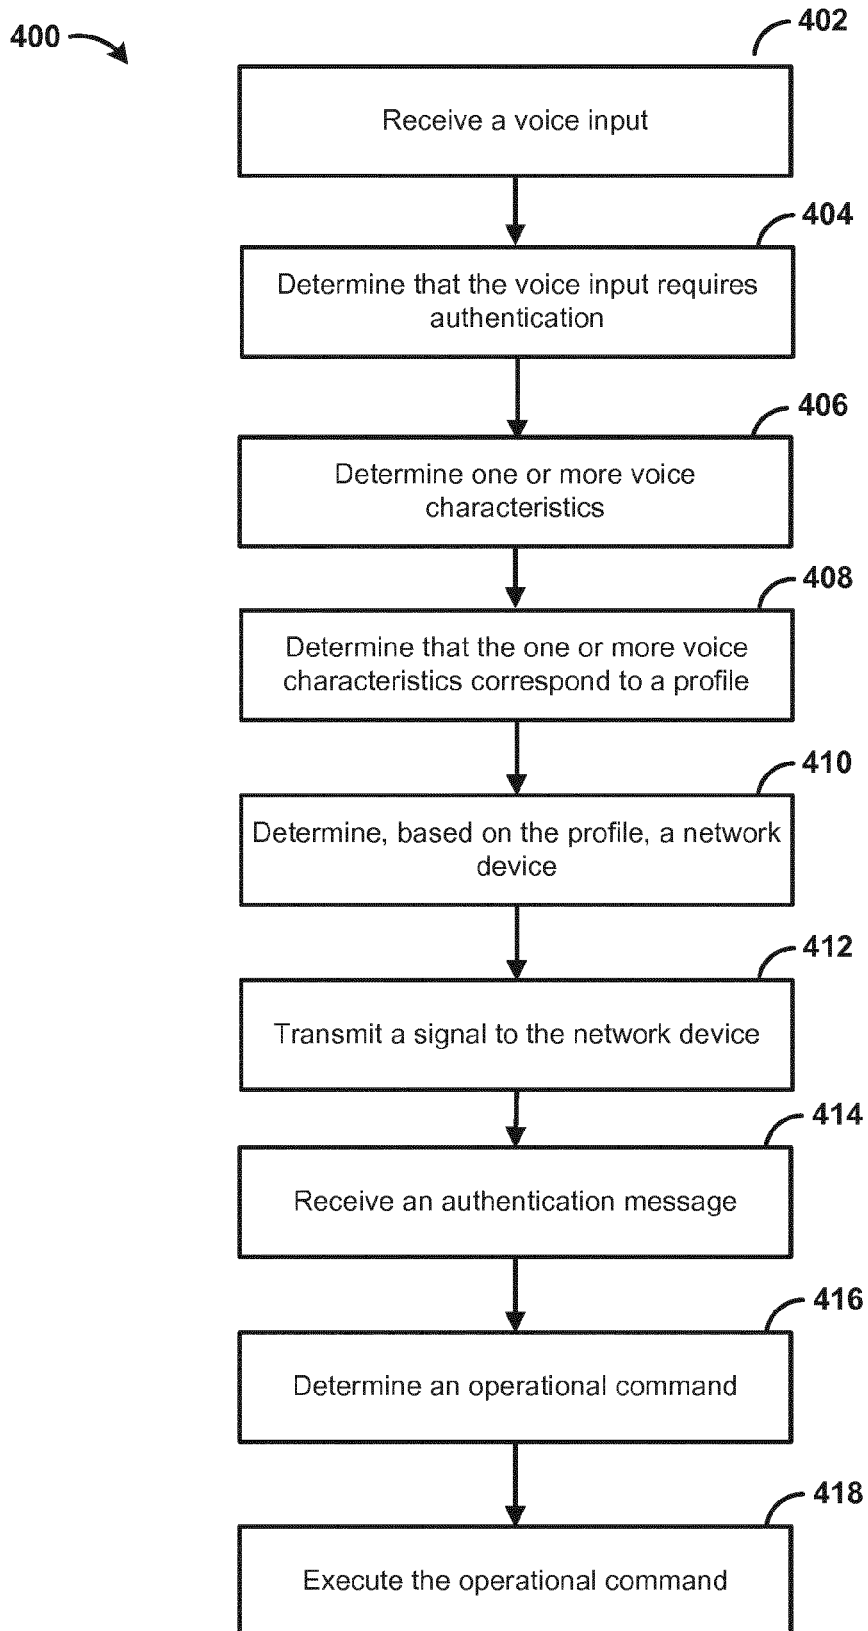 400
402
Receive a voice input
404
Determine that the voice input requires
authentication
406
Determine one or more voice
characteristics
408
Determine that the one or more voice
characteristics correspond to a profile
410
Determine, based on the profile, a network
device
412
Transmit a signal to the network device
414
Receive an authentication message
416
Determine an operational command
418
Execute the operational command